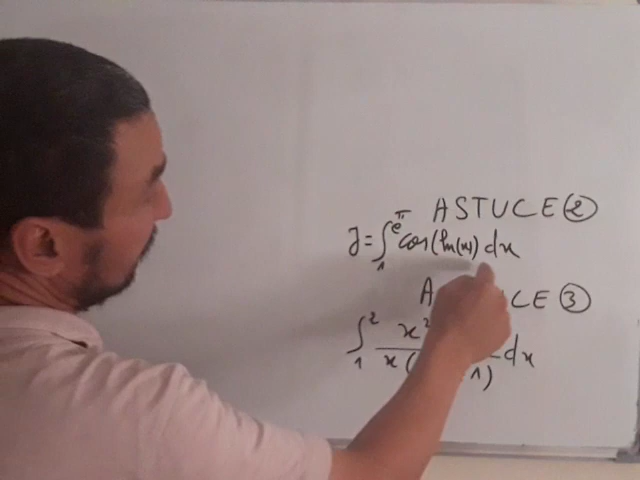 ASTUCE ②
J = ∫₁^{e^π} cos(ln(x)) dx
CE ③
∫₁² x² x( 1) dx